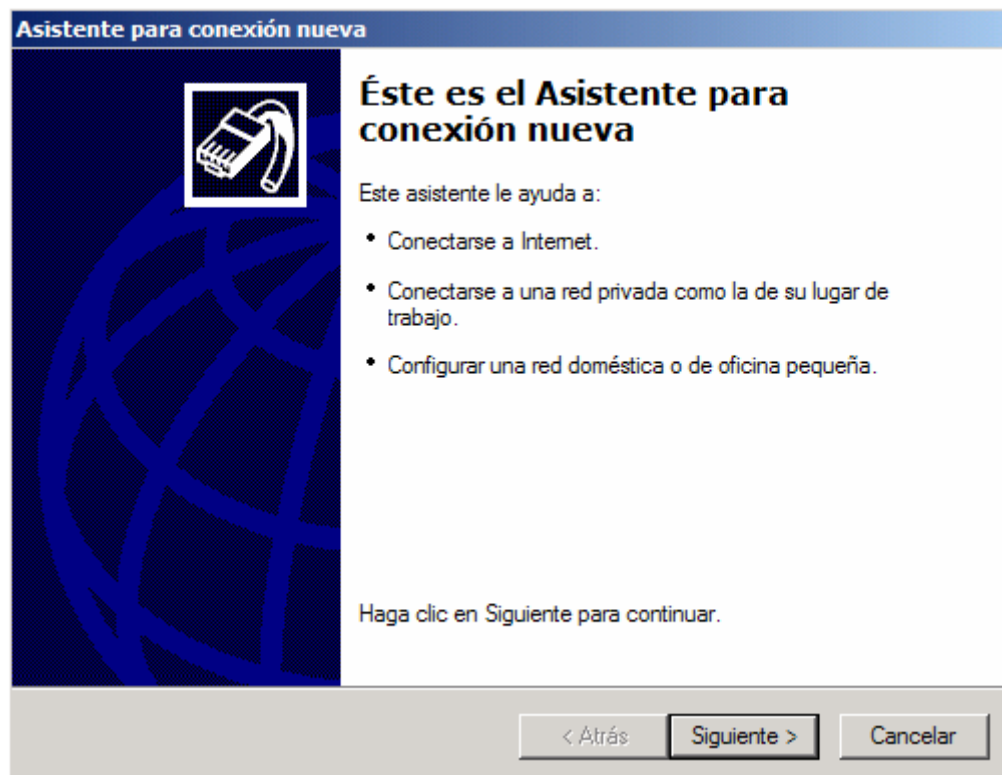 Asistente para conexión nueva
Éste es el Asistente para
conexión nueva
Este asistente le ayuda a:
• Conectarse a Internet.
• Conectarse a una red privada como la de su lugar de
trabajo.
• Configurar una red doméstica o de oficina pequeña.
Haga clic en Siguiente para continuar.
< Atrás Siguiente > Cancelar